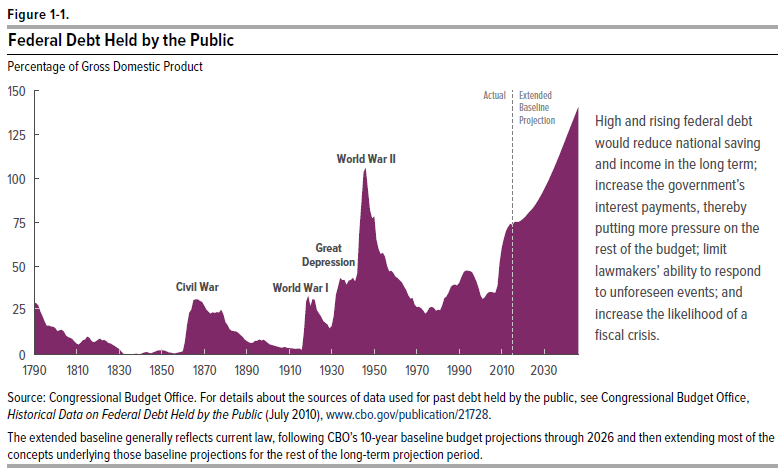 Figure 1-1.
Federal Debt Held by the Public
Percentage of Gross Domestic Product
150
125
100
75
50
25
0
1790
1810
1830
1850
1870
1890
1910
1930
1950
1970
1990
2010
2030
Civil War
World War I
Great
Depression
World War II
Actual
Extended
Baseline
Projection
High and rising federal debt
would reduce national saving
and income in the long term;
increase the government's
interest payments, thereby
putting more pressure on the
rest of the budget; limit
lawmakers' ability to respond
to unforeseen events; and
increase the likelihood of a
fiscal crisis.
Source: Congressional Budget Office. For details about the sources of data used for past debt held by the public, see Congressional Budget Office,
Historical Data on Federal Debt Held by the Public (July 2010), www.cbo.gov/publication/21728.
The extended baseline generally reflects current law, following CBO's 10-year baseline budget projections through 2026 and then extending most of the
concepts underlying those baseline projections for the rest of the long-term projection period.